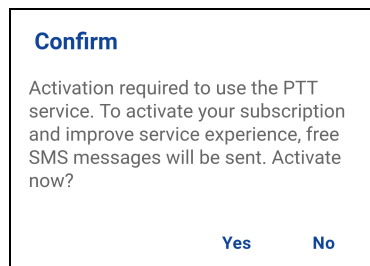 Confirm
Activation required to use the PTT
service. To activate your subscription
and improve service experience, free
SMS messages will be sent. Activate
now?
Yes No